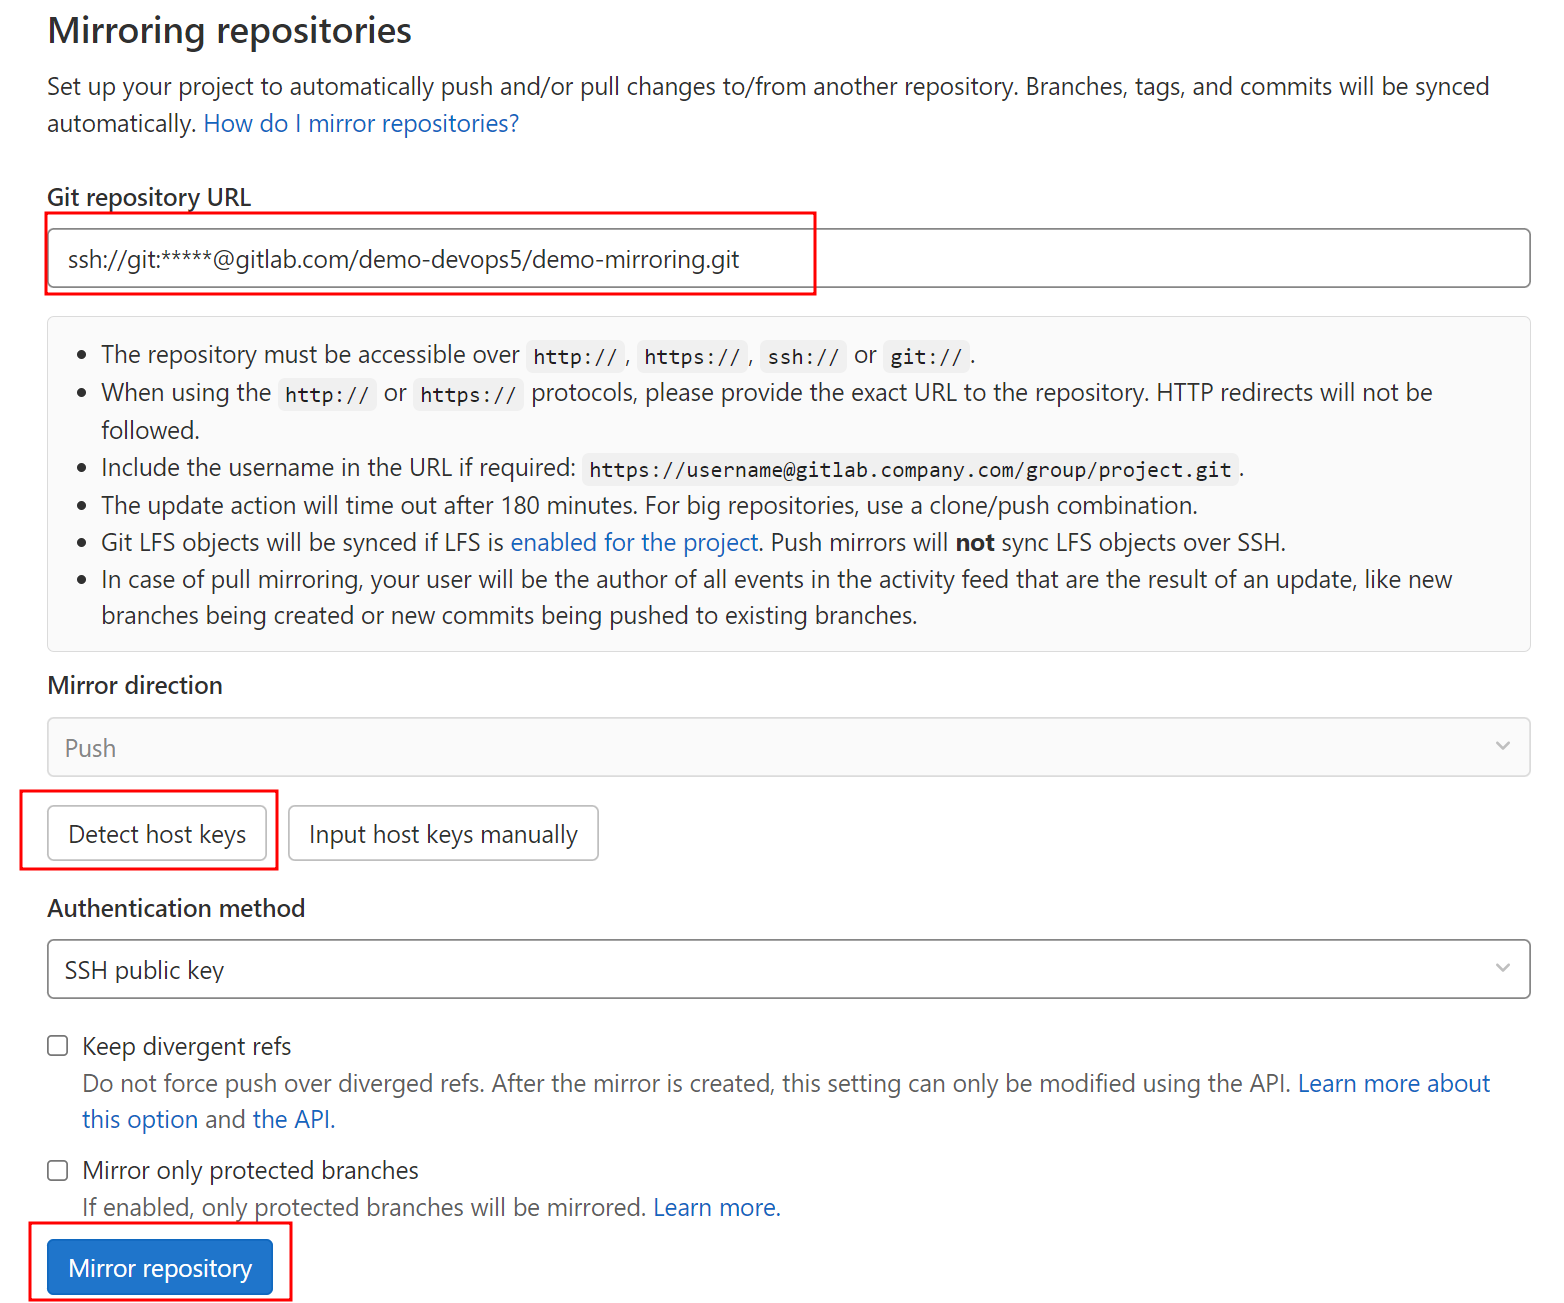 Mirroring repositories
Set up your project to automatically push and/or pull changes to/from another repository. Branches, tags, and commits will be synced
automatically. How do I mirror repositories?
Git repository URL
ssh://git:*****@gitlab.com/demo-devops5/demo-mirroring.git
• The repository must be accessible over http://, https://, ssh:// or git://.
• When using the http:// or https:// protocols, please provide the exact URL to the repository. HTTP redirects will not be
followed.
• Include the username in the URL if required: https://username@gitlab.company.com/group/project.git.
• The update action will time out after 180 minutes. For big repositories, use a clone/push combination.
• Git LFS objects will be synced if LFS is enabled for the project. Push mirrors will not sync LFS objects over SSH.
• In case of pull mirroring, your user will be the author of all events in the activity feed that are the result of an update, like new
branches being created or new commits being pushed to existing branches.
Mirror direction
Push
Detect host keys Input host keys manually
Authentication method
SSH public key
Keep divergent refs
Do not force push over diverged refs. After the mirror is created, this setting can only be modified using the API. Learn more about
this option and the API.
Mirror only protected branches
If enabled, only protected branches will be mirrored. Learn more.
Mirror repository